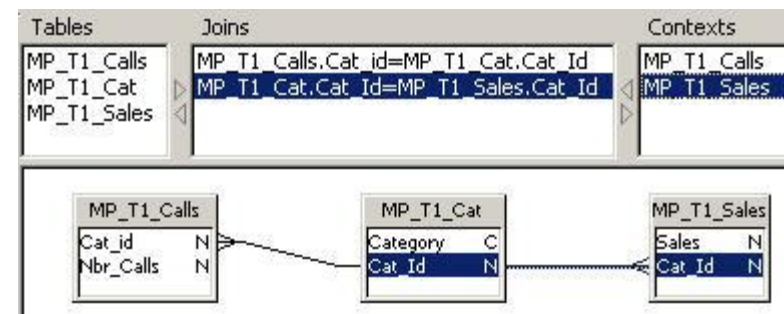 Tables Joins Contexts
MP_T1_Calls MP_T1_Calls.Cat_id=MP_T1_Cat.Cat_Id MP_T1_Calls
MP_T1_Cat MP_T1_Cat.Cat_Id=MP_T1_Sales.Cat_Id MP_T1_Sales
MP_T1_Sales
MP_T1_Calls MP_T1_Cat MP_T1_Sales
Cat_id N Category C Sales N
Nbr_Calls N Cat_Id N Cat_Id N